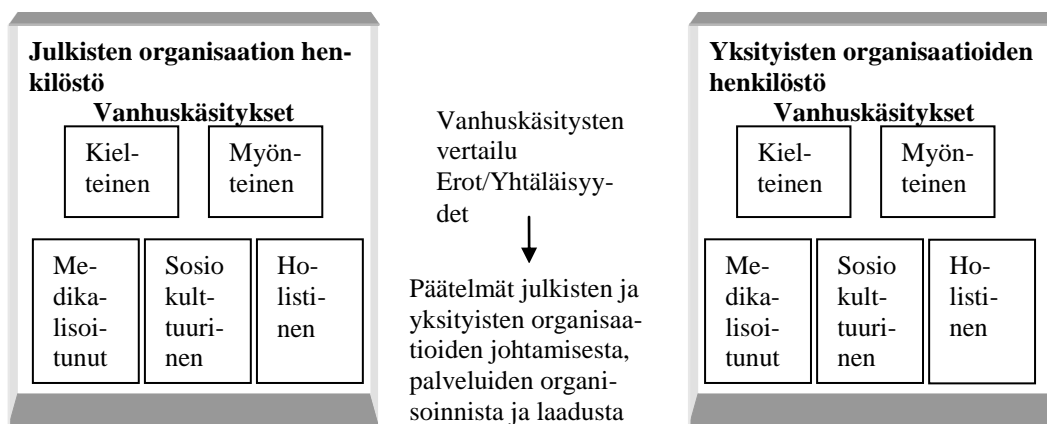 Julkisten organisaation hen-
kilöstö
Vanhuskäsitykset
Kiel-
teinen
Myön-
teinen
Me-
dika-
lisoi-
tunut
Sosio
kult-
tuuri-
nen
Ho-
listi-
nen
Vanhuskäsitysten
vertailu
Erot/Yhtäläisyy-
det
Päätelmät julkisten ja
yksityisten organisaa-
tioiden johtamisesta,
palveluiden organi-
soinnista ja laadusta
Yksityisten organisaatioiden
henkilöstö
Vanhuskäsitykset
Kiel-
teinen
Myön-
teinen
Me-
dika-
lisoi-
tunut
Sosio
kult-
tuuri-
nen
Ho-
listi-
nen